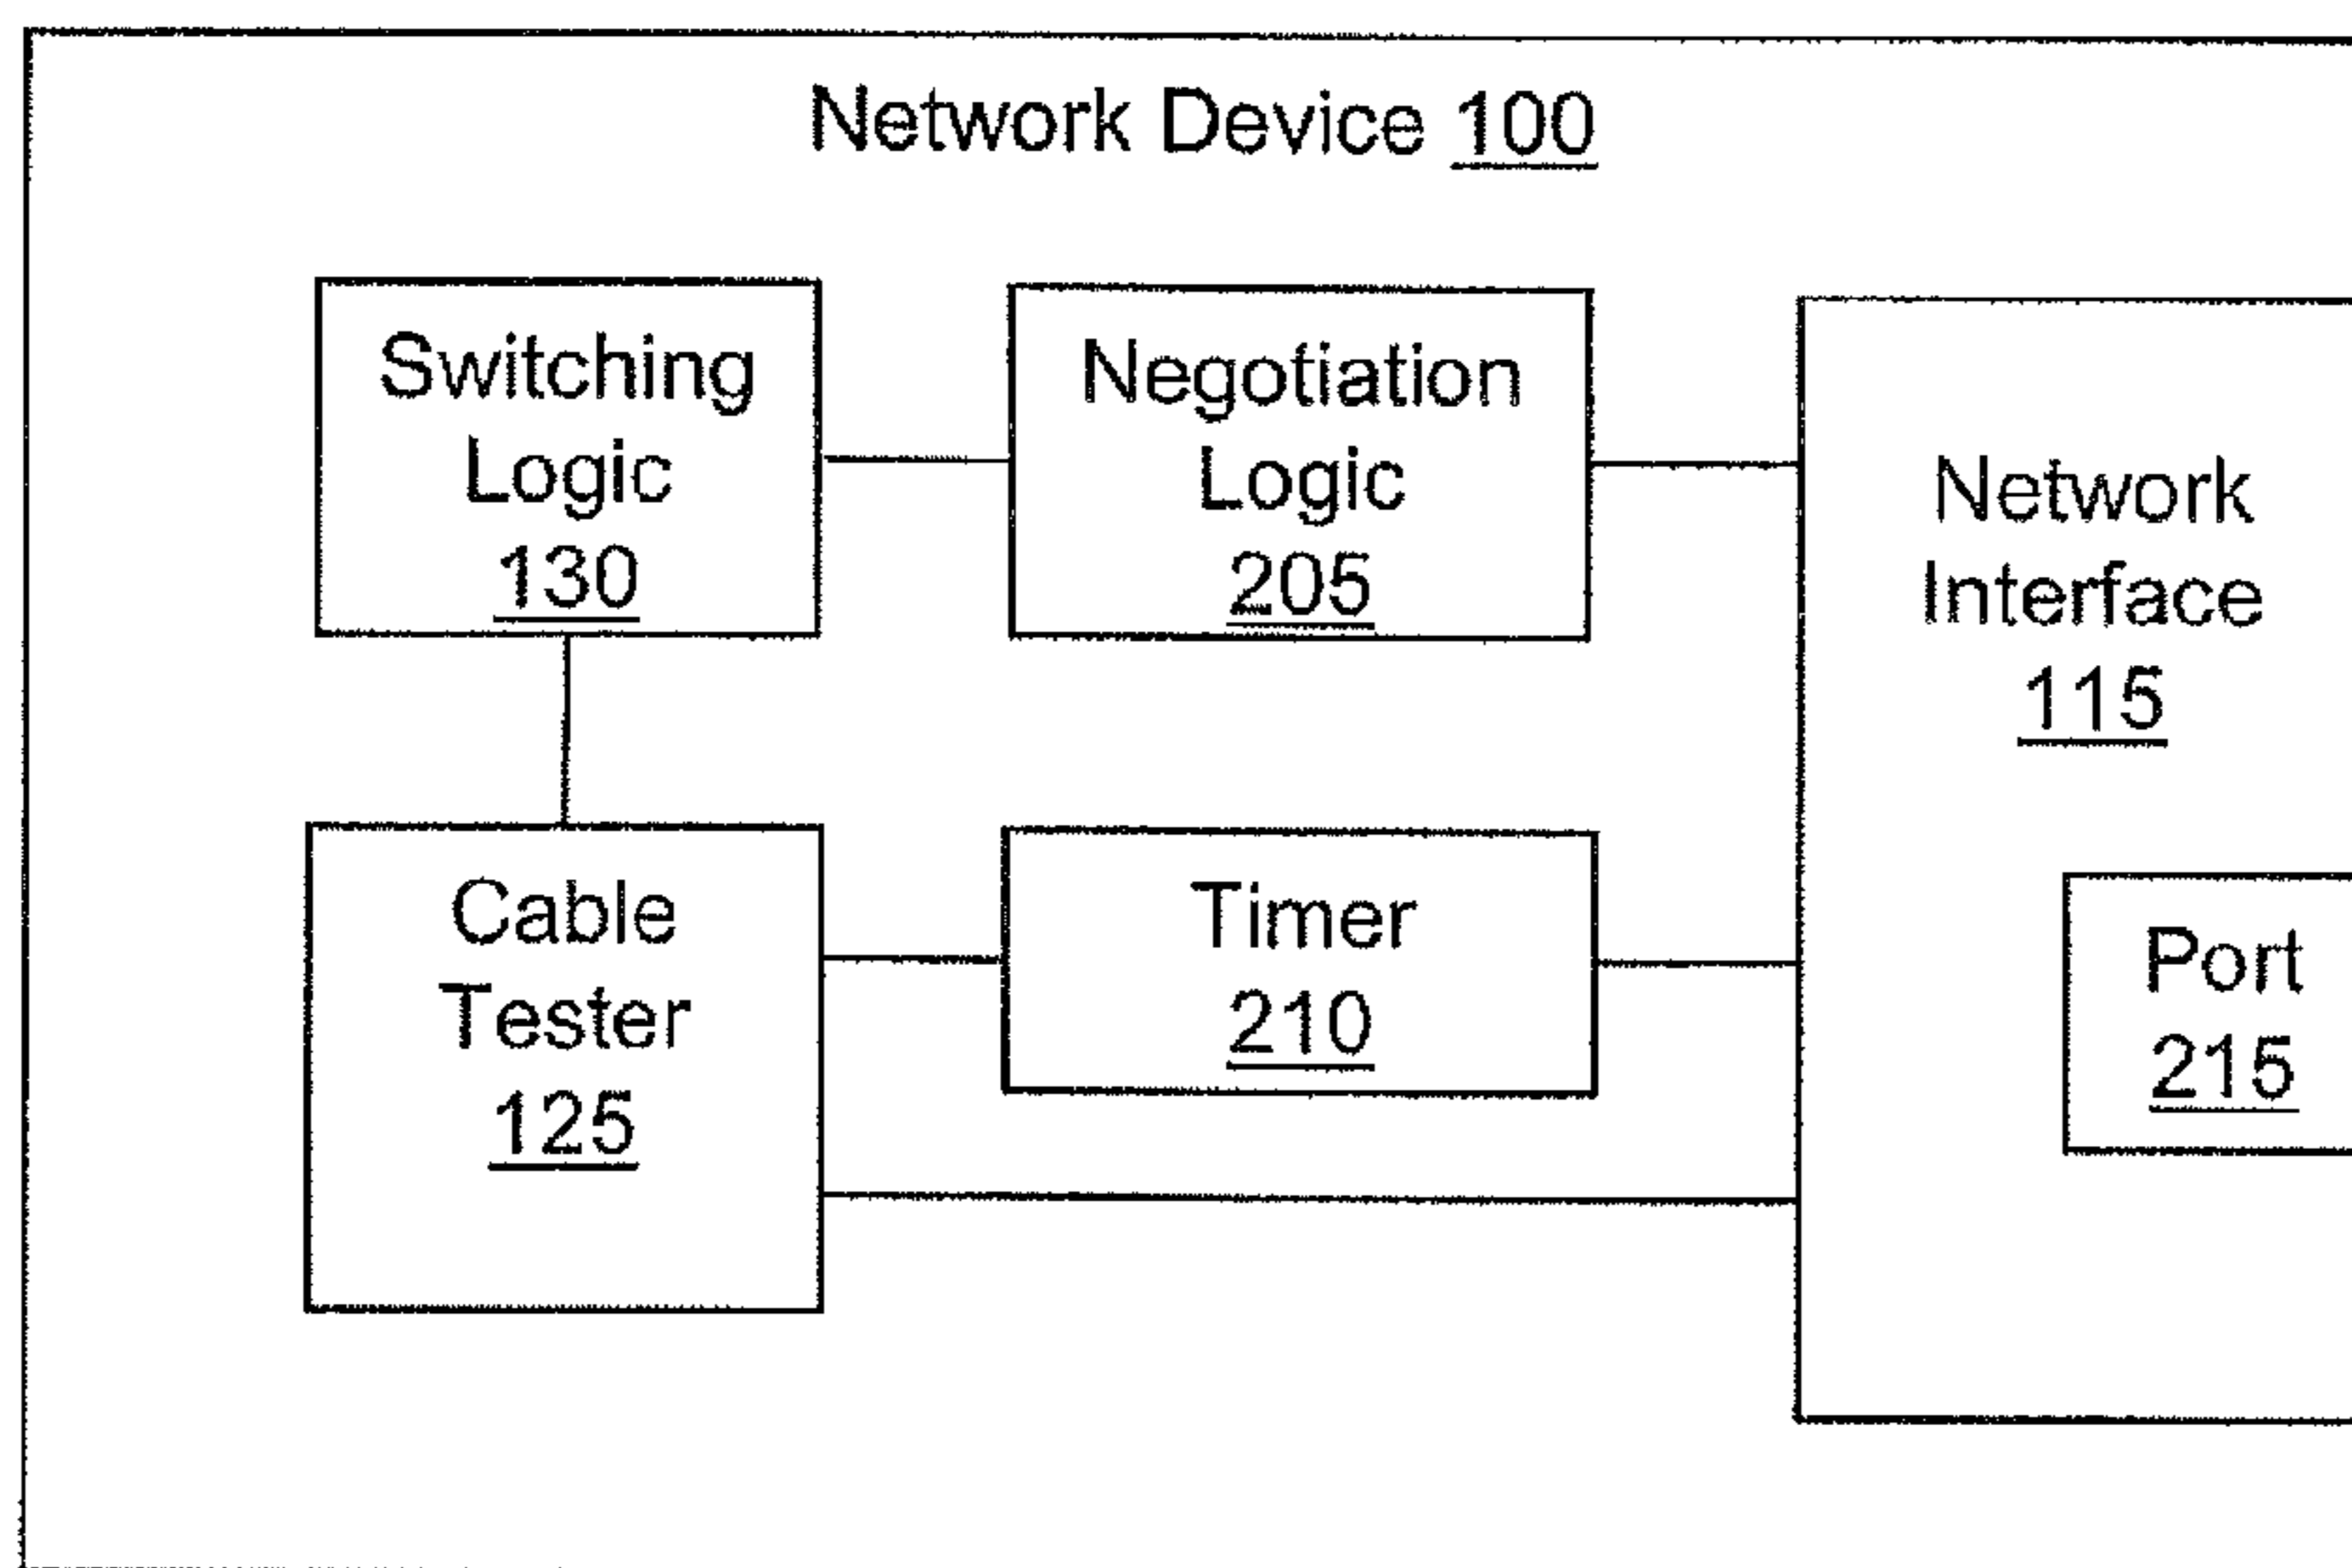 Network Device 100
Switching
Logic
130
Negotiation
Logic
205
Network
Interface
115
Cable
Tester
125
Timer
210
Port
215